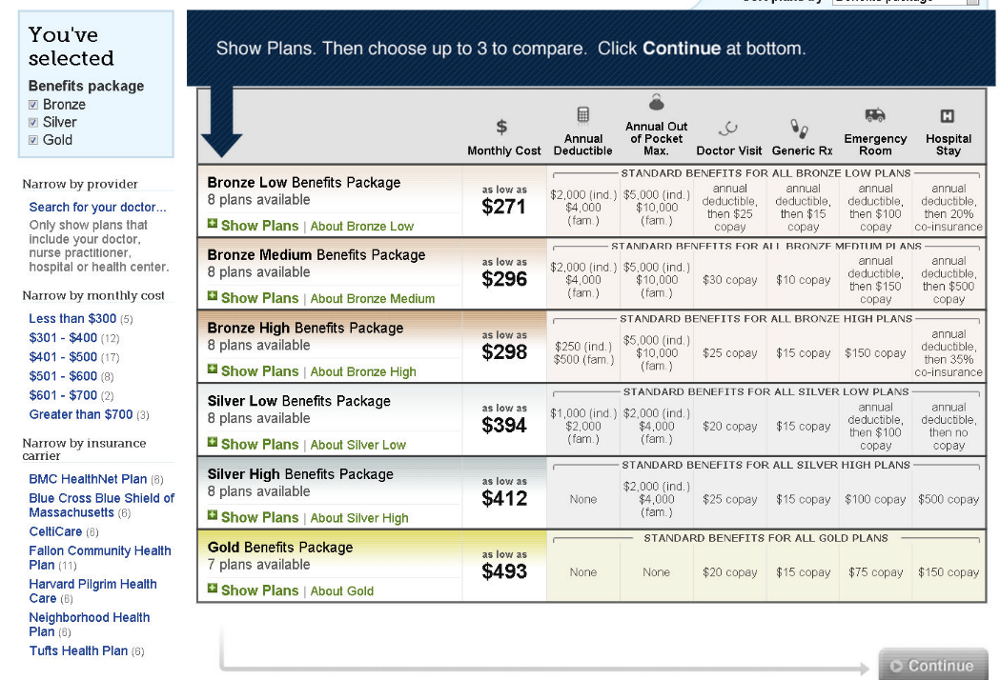 You've
selected
Benefits package
Bronze
Silver
Gold
Narrow by provider
Search for your doctor...
Only show plans that
include your doctor,
nurse practitioner,
hospital or health center.
Narrow by monthly cost
Less than $300 (5)
$301 - $400 (12)
$401 - $500 (17)
$501 - $600 (8)
$601 - $700 (2)
Greater than $700 (3)
Narrow by insurance
carrier
BMC HealthNet Plan (6)
Blue Cross Blue Shield of
Massachusetts (6)
CeltiCare (6)
Fallon Community Health
Plan (11)
Harvard Pilgrim Health
Care (6)
Neighborhood Health
Plan (6)
Tufts Health Plan (6)
Show Plans. Then choose up to 3 to compare. Click Continue at bottom.
Monthly Cost
Annual
Deductible
Annual Out
of Pocket
Max.
Doctor Visit
Generic Rx
Emergency
Room
Hospital
Stay
Bronze Low Benefits Package
8 plans available
Show Plans | About Bronze Low
as low as
$271
STANDARD BENEFITS FOR ALL BRONZE LOW PLANS
$2,000 (ind.)
$4,000
(fam.)
$5,000 (ind.)
$10,000
(fam.)
annual
deductible,
then $25
copay
annual
deductible,
then $15
copay
annual
deductible,
then $100
copay
annual
deductible,
then 20%
co-insurance
Bronze Medium Benefits Package
8 plans available
Show Plans | About Bronze Medium
as low as
$296
STANDARD BENEFITS FOR ALL BRONZE MEDIUM PLANS
$2,000 (ind.)
$4,000
(fam.)
$5,000 (ind.)
$10,000
(fam.)
$30 copay
$10 copay
annual
deductible,
then $150
copay
annual
deductible,
then $500
copay
Bronze High Benefits Package
8 plans available
Show Plans | About Bronze High
as low as
$298
STANDARD BENEFITS FOR ALL BRONZE HIGH PLANS
$250 (ind.)
$500 (fam.)
$5,000 (ind.)
$10,000
(fam.)
$25 copay
$15 copay
$150 copay
annual
deductible,
then 35%
co-insurance
Silver Low Benefits Package
8 plans available
Show Plans | About Silver Low
as low as
$394
STANDARD BENEFITS FOR ALL SILVER LOW PLANS
$1,000 (ind.)
$2,000
(fam.)
$2,000 (ind.)
$4,000
(fam.)
$20 copay
$15 copay
annual
deductible,
then $100
copay
annual
deductible,
then no
copay
Silver High Benefits Package
8 plans available
Show Plans | About Silver High
as low as
$412
STANDARD BENEFITS FOR ALL SILVER HIGH PLANS
None
$2,000 (ind.)
$4,000
(fam.)
$25 copay
$15 copay
$100 copay
$500 copay
Gold Benefits Package
7 plans available
Show Plans | About Gold
as low as
$493
STANDARD BENEFITS FOR ALL GOLD PLANS
None
None
$20 copay
$15 copay
$75 copay
$150 copay
Continue